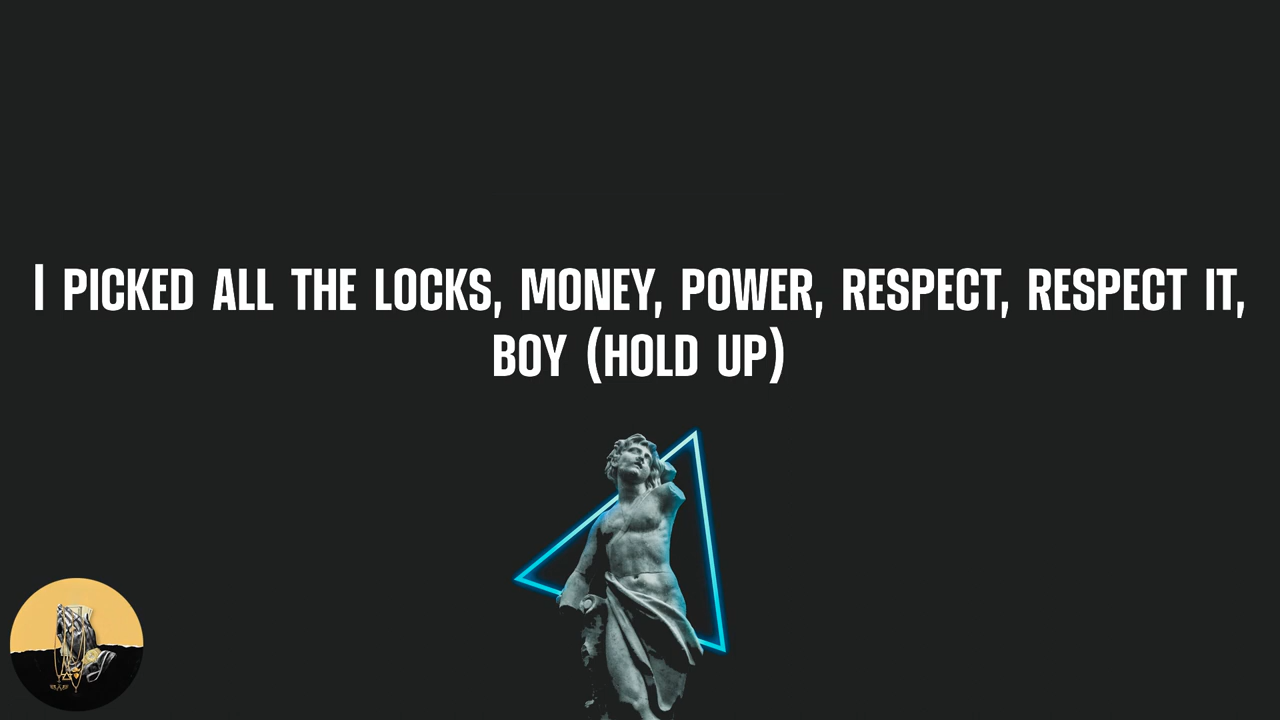 I PICKED ALL THE LOCKS, MONEY, POWER, RESPECT, RESPECT IT,
BOY (HOLD UP)